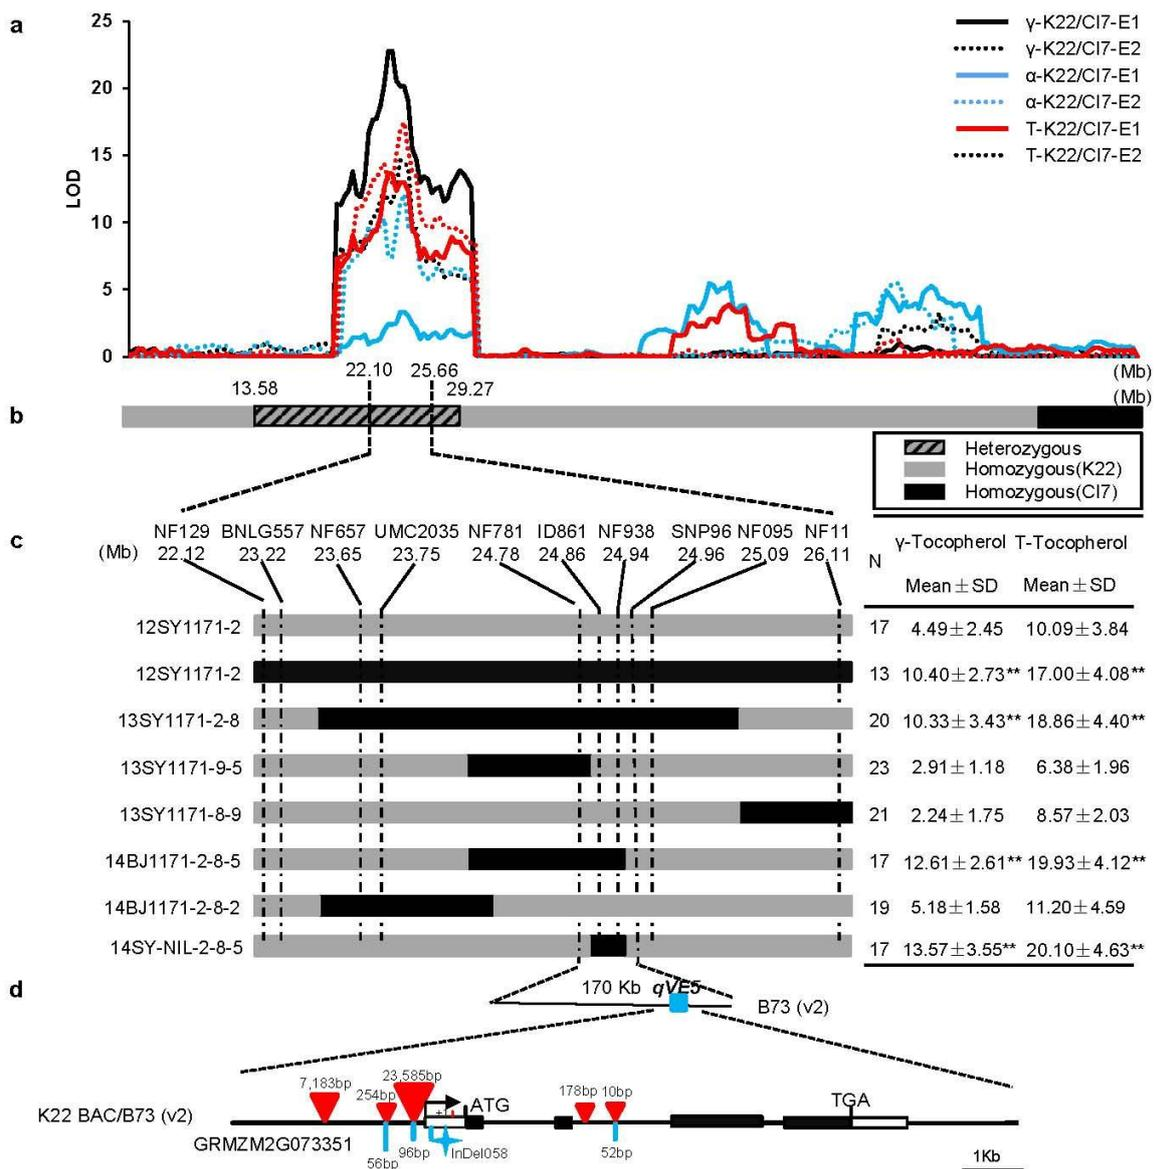 a
25
20
15
10
5
0
LOD
γ-K22/CI7-E1
γ-K22/CI7-E2
α-K22/CI7-E1
α-K22/CI7-E2
T-K22/CI7-E1
T-K22/CI7-E2
(Mb)
22.10 25.66
13.58 29.27 (Mb)
b
Heterozygous
Homozygous(K22)
Homozygous(CI7)
c
NF129 BNLG557 NF657 UMC2035 NF781 ID861 NF938 SNP96 NF095 NF11
(Mb) 22.12 23.22 23.65 23.75 24.78 24.86 24.94 24.96 25.09 26.11
N γ-Tocopherol T-Tocopherol
Mean±SD Mean±SD
12SY1171-2 17 4.49±2.45 10.09±3.84
12SY1171-2 13 10.40±2.73** 17.00±4.08**
13SY1171-2-8 20 10.33±3.43** 18.86±4.40**
13SY1171-9-5 23 2.91±1.18 6.38±1.96
13SY1171-8-9 21 2.24±1.75 8.57±2.03
14BJ1171-2-8-5 17 12.61±2.61** 19.93±4.12**
14BJ1171-2-8-2 19 5.18±1.58 11.20±4.59
14SY-NIL-2-8-5 17 13.57±3.55** 20.10±4.63**
d
170 Kb qVE5
B73 (v2)
7,183bp 254bp 23,585bp 178bp 10bp
K22 BAC/B73 (v2) +1 ATG TGA
GRMZM2G073351
56bp 96bp InDel058 52bp
1Kb